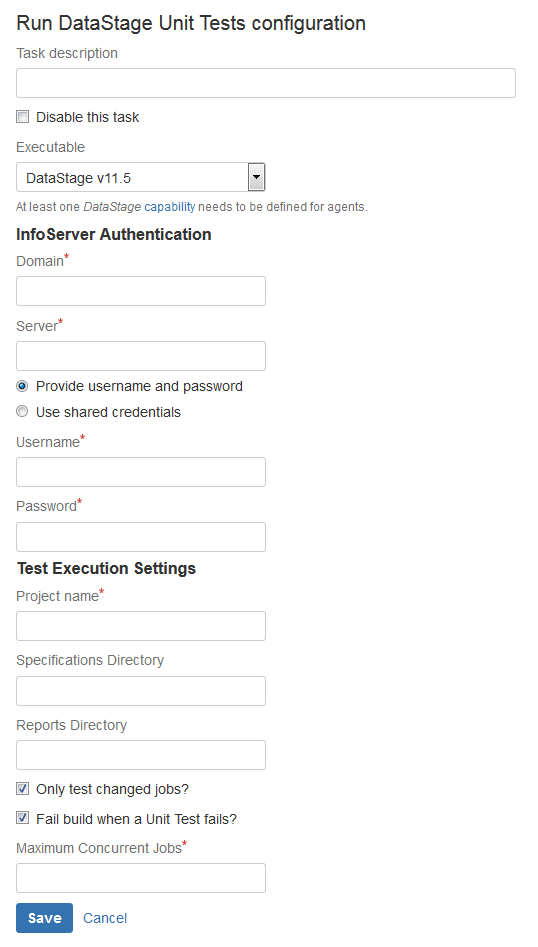 Run DataStage Unit Tests configuration
Task description
Disable this task
Executable
DataStage v11.5
At least one DataStage capability needs to be defined for agents.
InfoServer Authentication
Domain*
Server*
Provide username and password
Use shared credentials
Username*
Password*
Test Execution Settings
Project name*
Specifications Directory
Reports Directory
Only test changed jobs?
Fail build when a Unit Test fails?
Maximum Concurrent Jobs*
Save Cancel